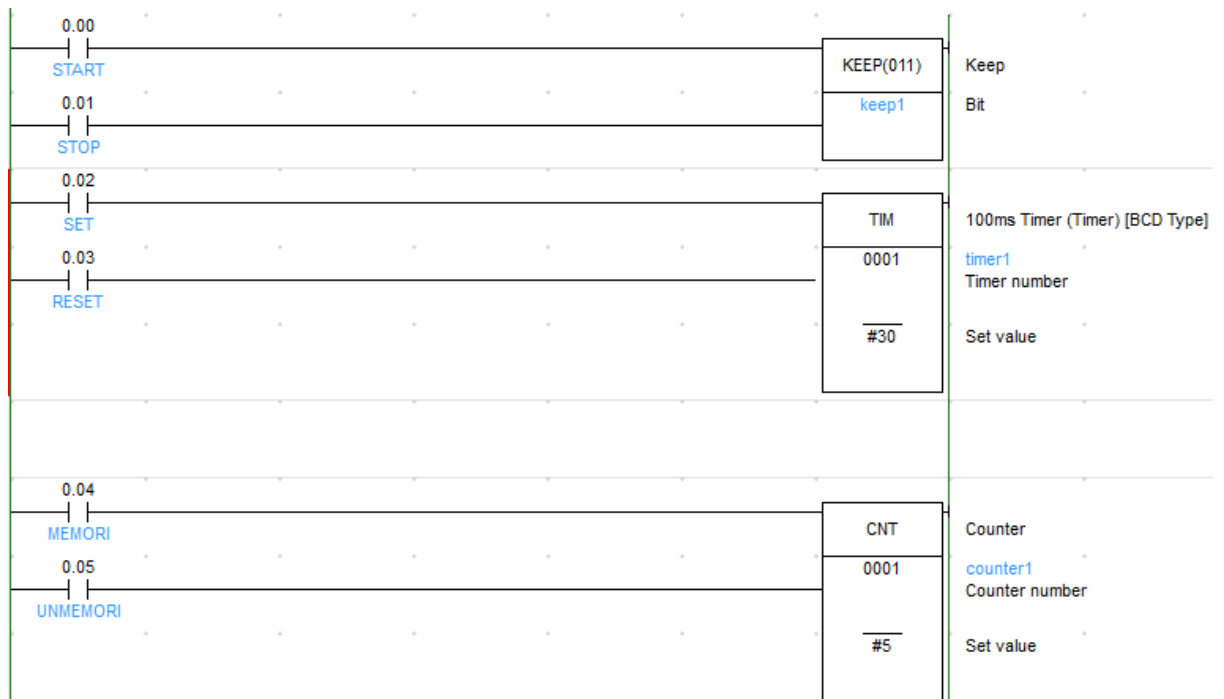 0.00
START
KEEP(011) Keep
0.01
keep1 Bit
STOP
0.02
SET
TIM 100ms Timer (Timer) [BCD Type]
0.03
0001 timer1
Timer number
RESET
#30 Set value
0.04
MEMORI
CNT Counter
0.05
0001 counter1
Counter number
UNMEMORI
#5 Set value